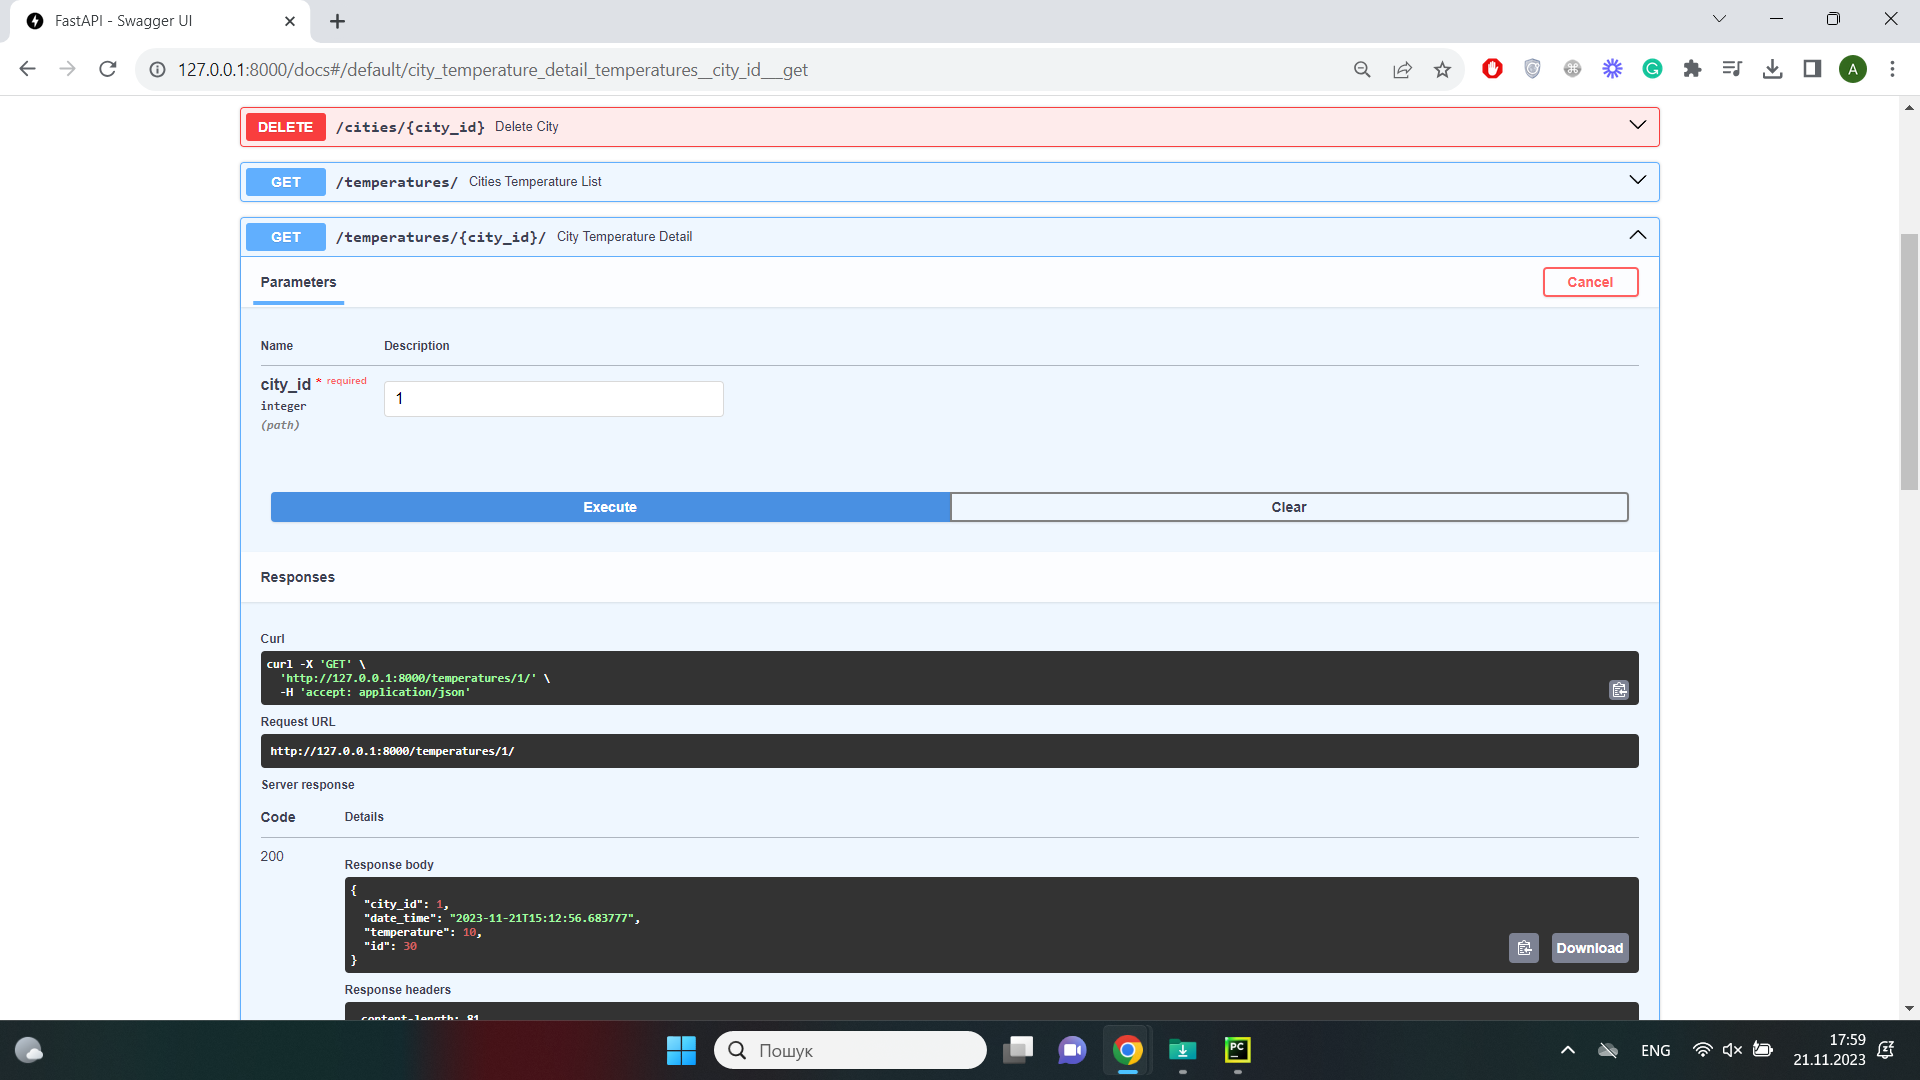 FastAPI - Swagger UI
127.0.0.1:8000/docs#/default/city_temperature_detail_temperatures__city_id___get
A
DELETE /cities/{city_id} Delete City
GET /temperatures/ Cities Temperature List
GET /temperatures/{city_id}/ City Temperature Detail
Parameters
Cancel
Name Description
city_id * required
integer
(path)
1
Execute
Clear
Responses
Curl
curl -X 'GET' \
'http://127.0.0.1:8000/temperatures/1/' \
-H 'accept: application/json'
Request URL
http://127.0.0.1:8000/temperatures/1/
Server response
Code Details
200
Response body
{
"city_id": 1,
"date_time": "2023-11-21T15:12:56.683777",
"temperature": 10,
"id": 30
}
Download
Response headers
content-length: 81
Пошук
PC
ENG
17:59
21.11.2023